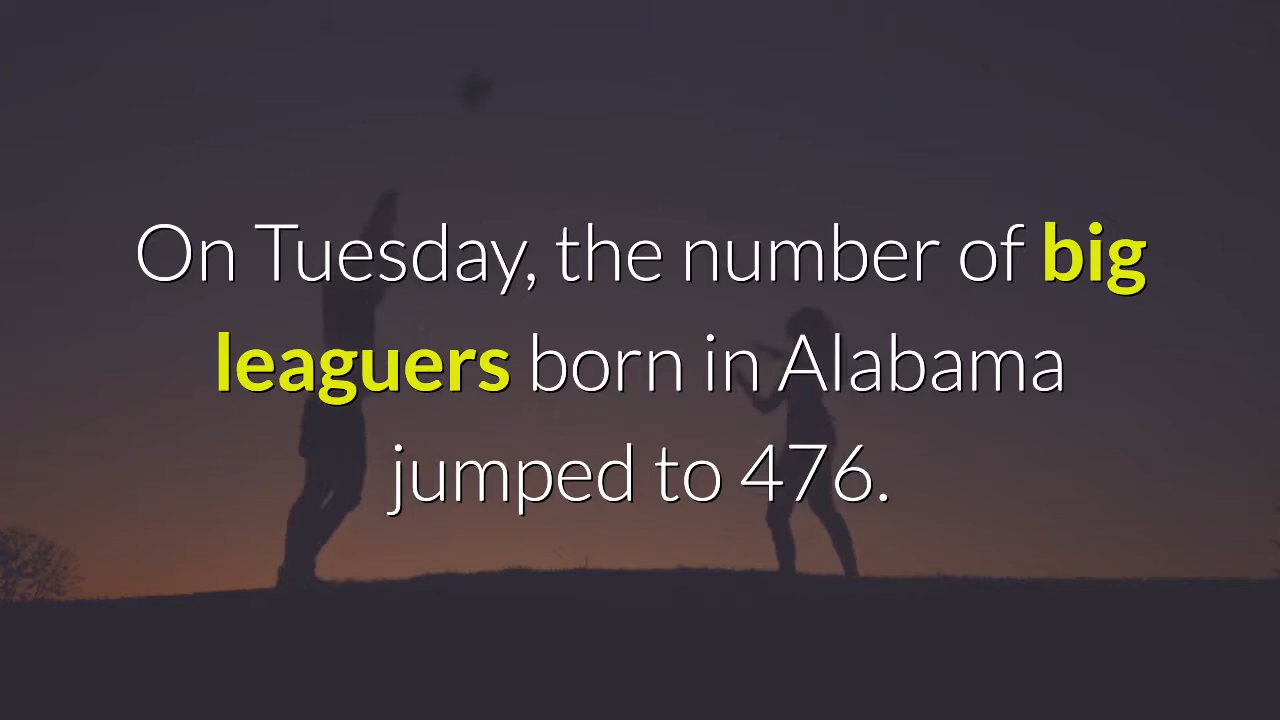 On Tuesday, the number of big
leaguers born in Alabama
jumped to 476.